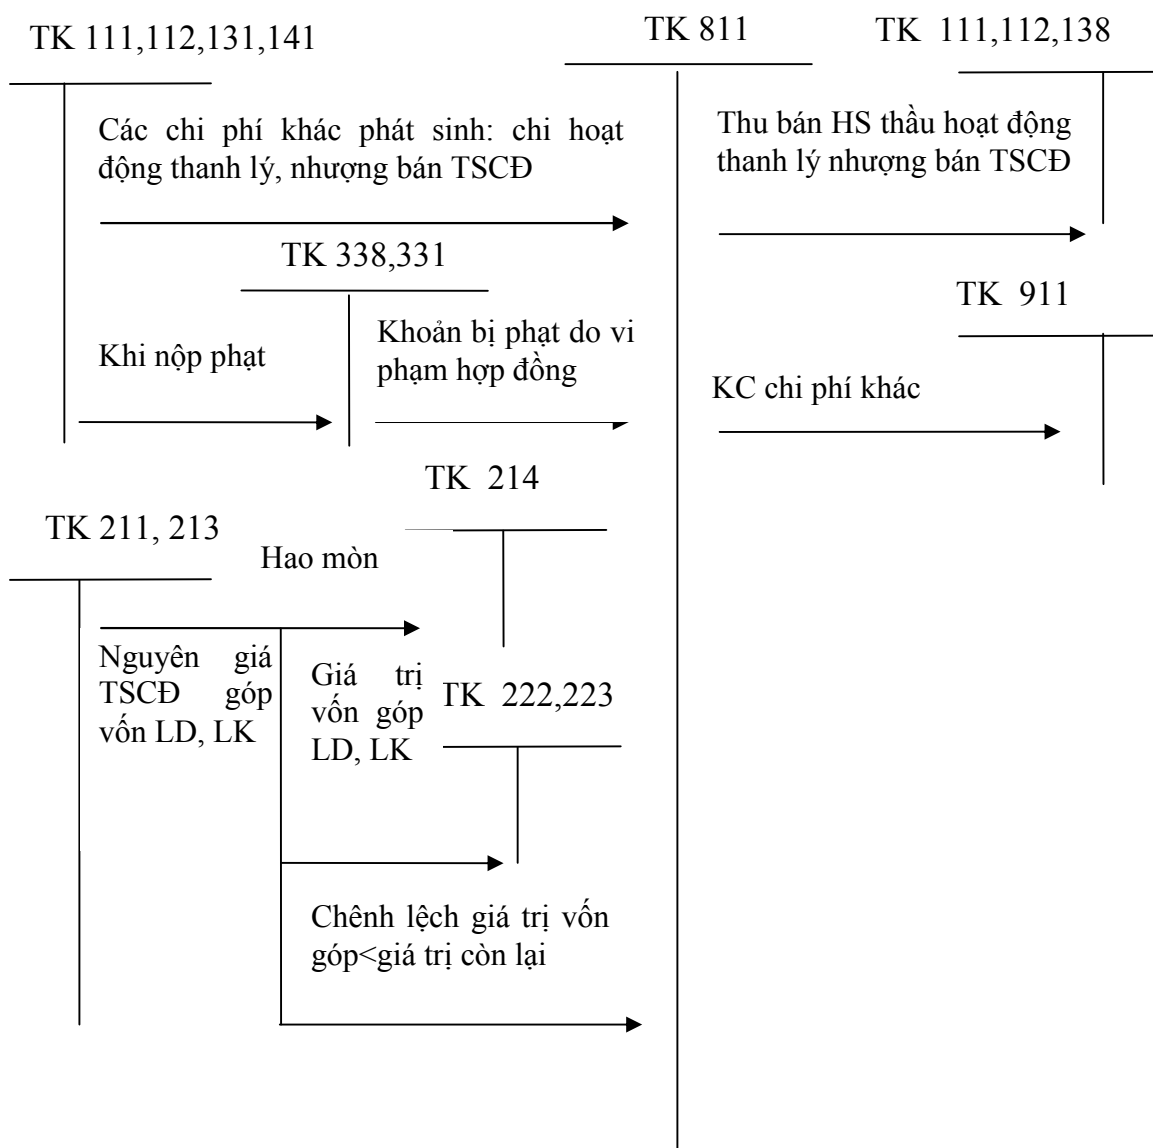 TK 111,112,131,141
TK 811
TK 111,112,138
Các chi phí khác phát sinh: chi hoạt
động thanh lý, nhượng bán TSCĐ
Thu bán HS thầu hoạt động
thanh lý nhượng bán TSCĐ
TK 338,331
TK 911
Khi nộp phạt
Khoản bị phạt do vi
phạm hợp đồng
KC chi phí khác
TK 214
TK 211, 213
Hao mòn
Nguyên giá
TSCĐ góp
vốn LD, LK
Giá trị
vốn góp
LD, LK
TK 222,223
Chênh lệch giá trị vốn
góp<giá trị còn lại